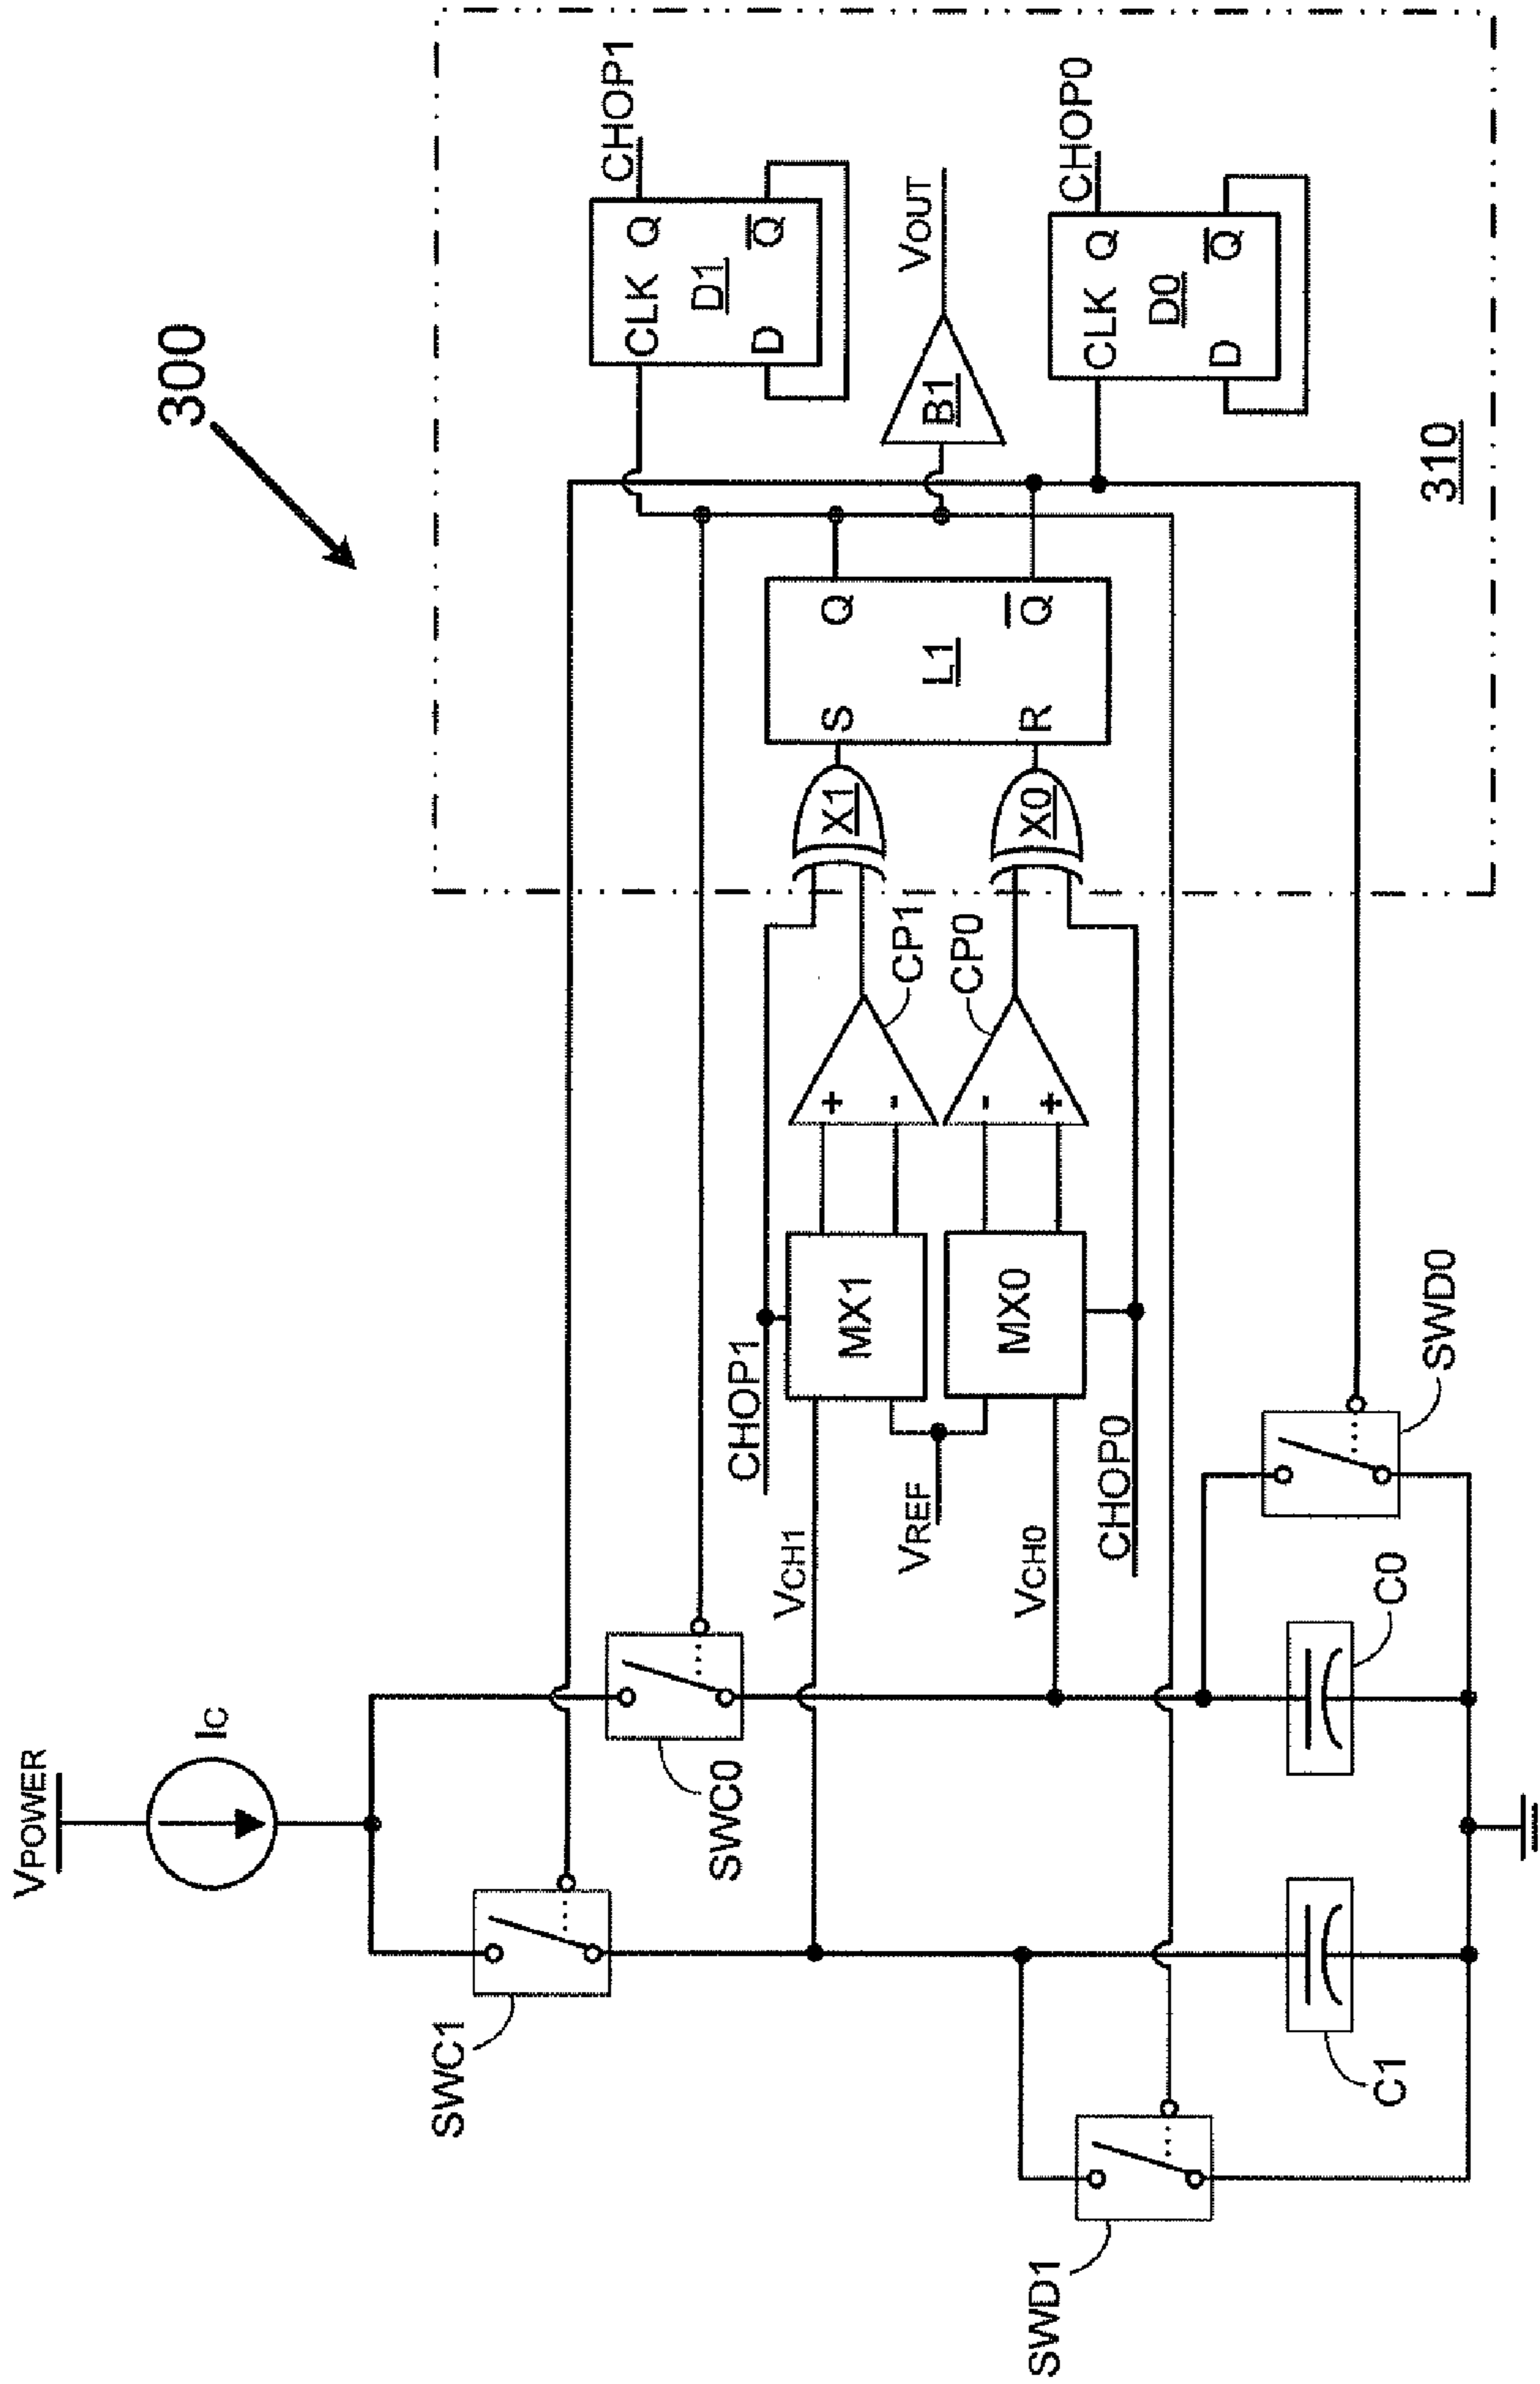 300
310
VPOWER
IC
SWC1
SWC0
SWD1
SWD0
C1
C0
VCH1
VREF
VCH0
CHOP1
CHOP0
MX1
MX0
+
-
-
+
CP1
CP0
X1
X0
S
Q
L1
R
Q
CLK
Q
D1
D
Q
CHOP1
B1
VOUT
CLK
Q
D0
D
Q
CHOP0